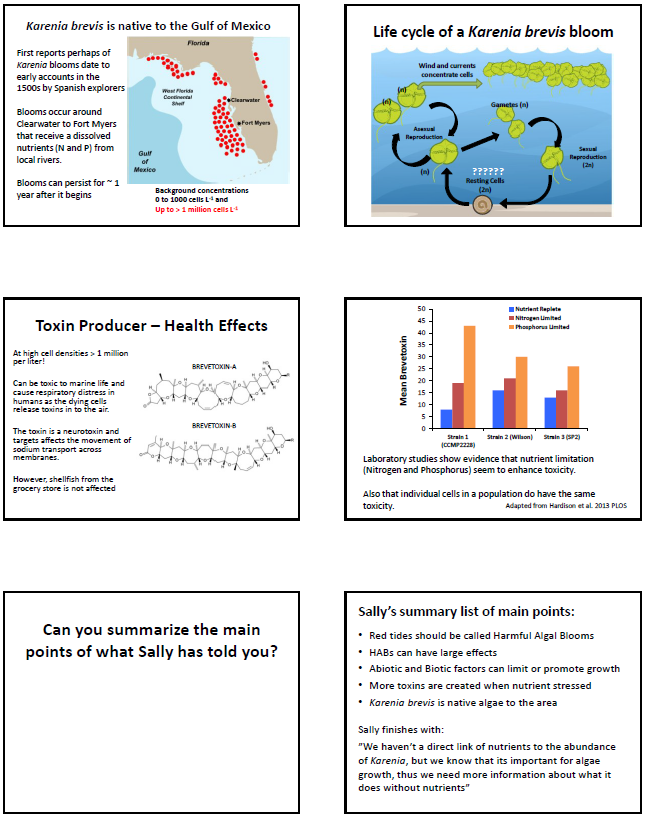 Karenia brevis is native to the Gulf of Mexico
First reports perhaps of
Karenia blooms date to
early accounts in the
1500s by Spanish explorers
Blooms occur around
Clearwater to Fort Myers
that receive a dissolved
nutrients (N and P) from
local rivers.
Blooms can persist for ~ 1
year after it begins
Florida
West Florida
Continental
Shelf
Clearwater
Fort Myers
Gulf
of
Mexico
Background concentrations
0 to 1000 cells L-1 and
Up to > 1 million cells L-1
Life cycle of a Karenia brevis bloom
Wind and currents
concentrate cells
(n)
(n)
Gametes (n)
Asexual
Reproduction
Sexual
Reproduction
(2n)
(n)
??????
Resting Cells
(2n)
Toxin Producer – Health Effects
At high cell densities > 1 million
per liter!
Can be toxic to marine life and
cause respiratory distress in
humans as the dying cells
release toxins in to the air.
The toxin is a neurotoxin and
targets affects the movement of
sodium transport across
membranes.
However, shellfish from the
grocery store is not affected
BREVETOXIN-A
BREVETOXIN-B
50
45
40
35
30
25
20
15
10
5
0
Mean Brevetoxin
Nutrient Replete
Nitrogen Limited
Phosphorus Limited
Strain 1 Strain 2 (Wilson) Strain 3 (SP2)
(CCMP2228)
Laboratory studies show evidence that nutrient limitation
(Nitrogen and Phosphorus) seem to enhance toxicity.
Also that individual cells in a population do have the same
toxicity.
Adapted from Hardison et al. 2013 PLOS
Can you summarize the main
points of what Sally has told you?
Sally's summary list of main points:
• Red tides should be called Harmful Algal Blooms
• HABs can have large effects
• Abiotic and Biotic factors can limit or promote growth
• More toxins are created when nutrient stressed
• Karenia brevis is native algae to the area
Sally finishes with:
"We haven't a direct link of nutrients to the abundance
of Karenia, but we know that its important for algae
growth, thus we need more information about what it
does without nutrients"